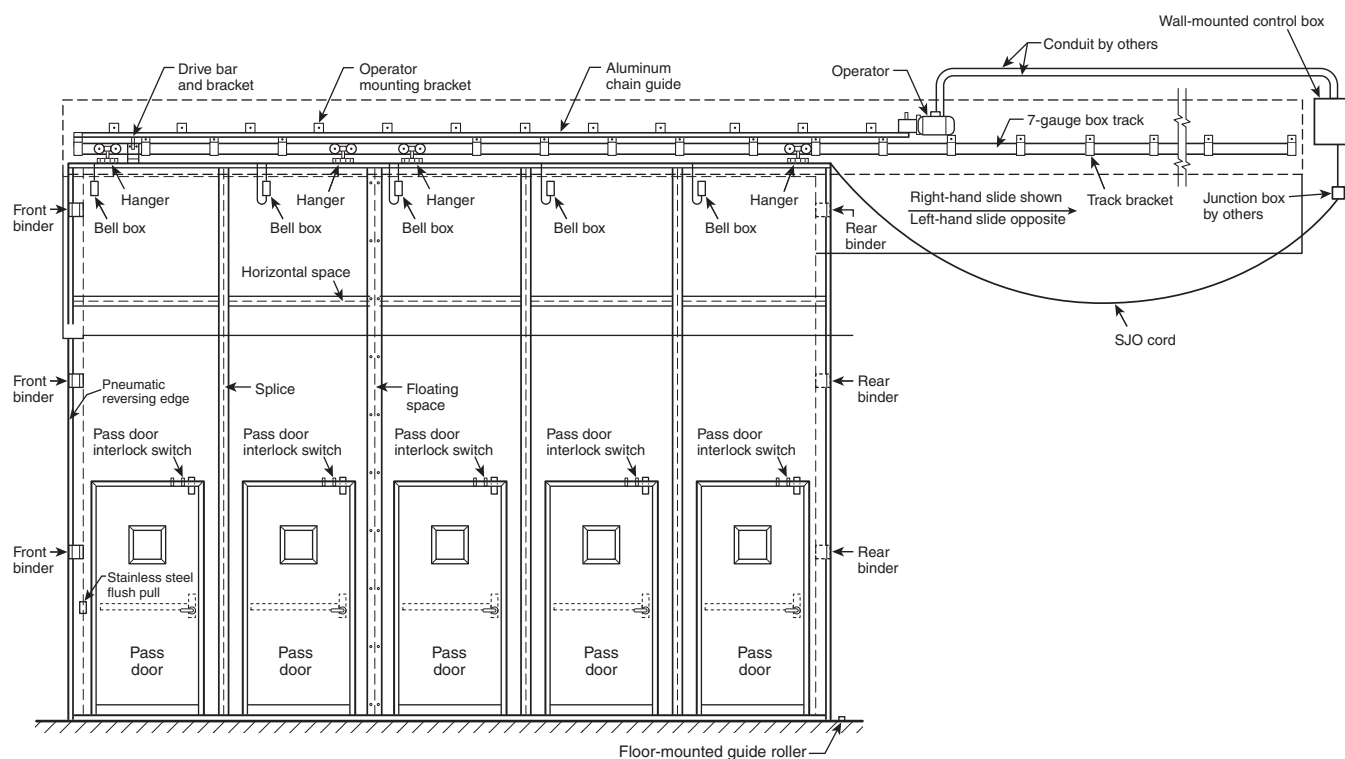 Wall-mounted control box
Conduit by others
Drive bar
and bracket
Operator
mounting bracket
Aluminum
chain guide
Operator
7-gauge box track
Front
binder
Hanger
Bell box
Bell box
Hanger
Bell box
Hanger
Bell box
Bell box
Hanger
Rear
binder
Right-hand slide shown
Left-hand slide opposite
Track bracket
Junction box
by others
Horizontal space
SJO cord
Front
binder
Pneumatic
reversing edge
Splice
Floating
space
Rear
binder
Pass door
interlock switch
Pass door
interlock switch
Pass door
interlock switch
Pass door
interlock switch
Pass door
interlock switch
Front
binder
Rear
binder
Stainless steel
flush pull
Pass
door
Pass
door
Pass
door
Pass
door
Pass
door
Floor-mounted guide roller